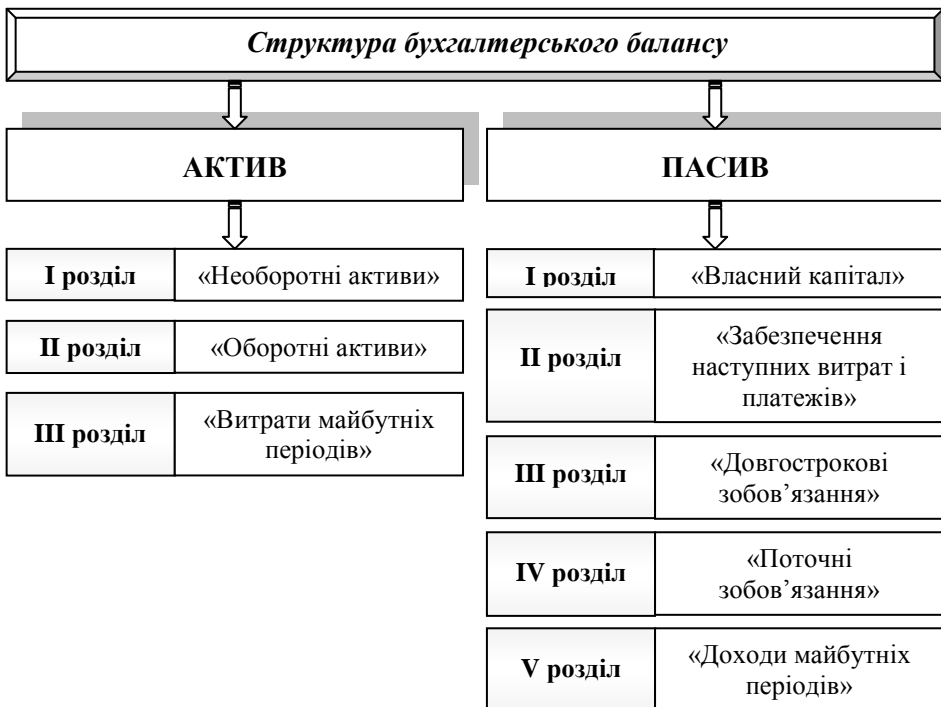 Структура бухгалтерського балансу
АКТИВ
ПАСИВ
I розділ
«Необоротні активи»
II розділ
«Оборотні активи»
III розділ
«Витрати майбутніх
періодів»
I розділ
«Власний капітал»
II розділ
«Забезпечення
наступних витрат і
платежів»
III розділ
«Довгострокові
зобов’язання»
IV розділ
«Поточні
зобов’язання»
V розділ
«Доходи майбутніх
періодів»